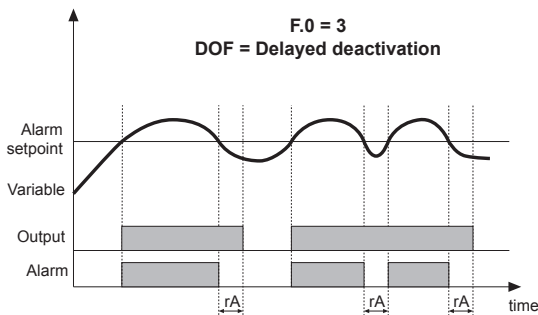 F.0 = 3
DOF = Delayed deactivation
Alarm
setpoint
Variable
Output
Alarm
rA
rA
rA
time